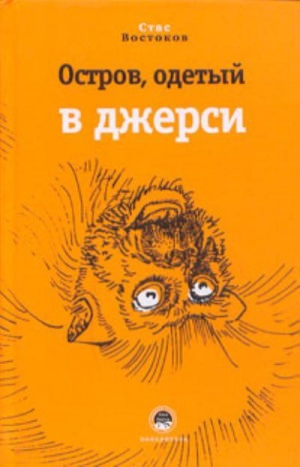 Стас
Востоков
Остров, одетый
в джерси